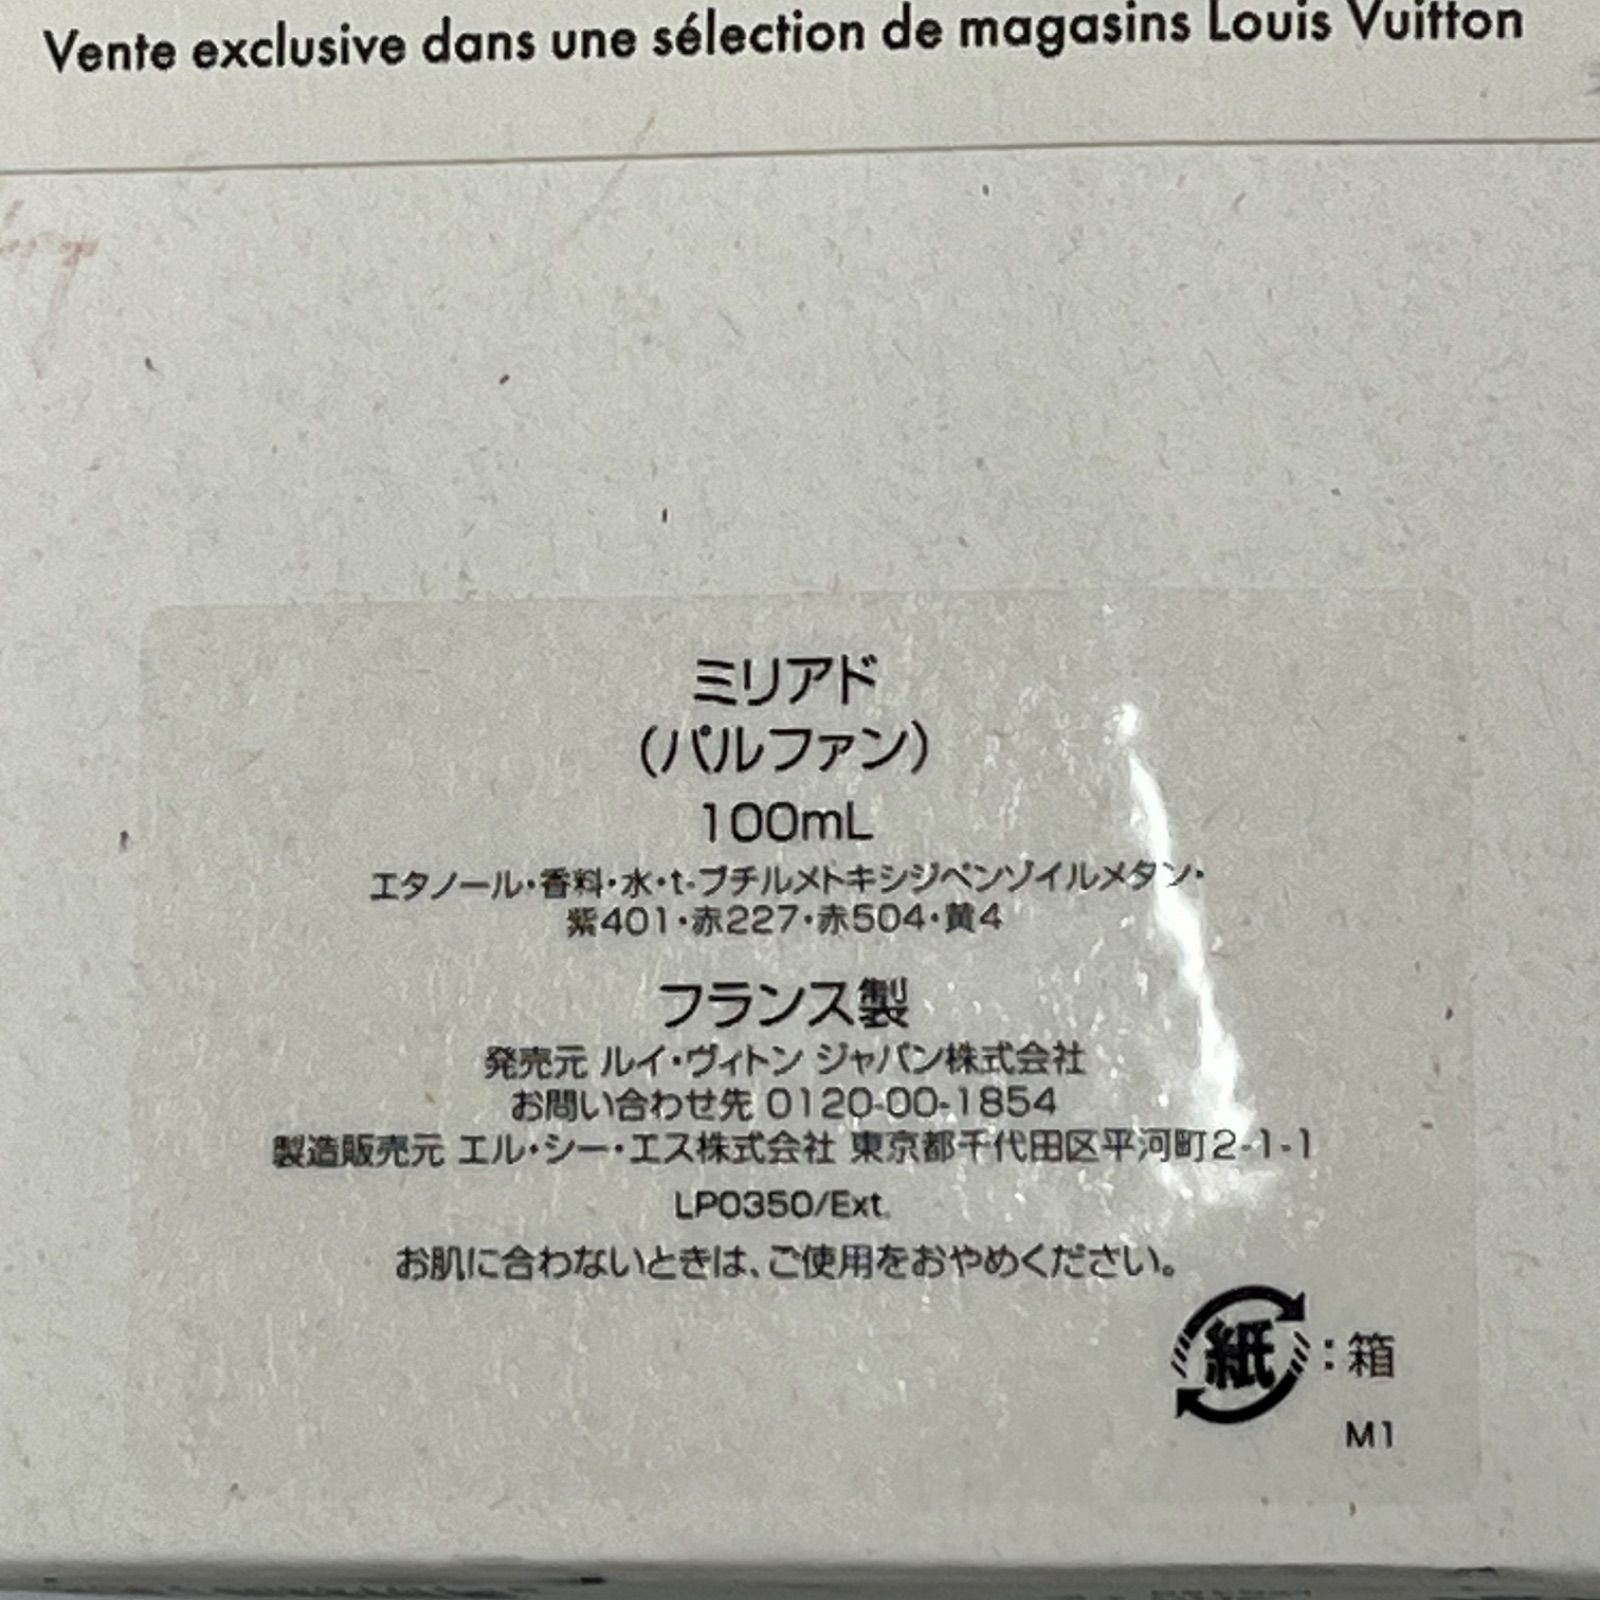 Vente exclusive dans une sélection de magasins Louis Vuitton
ミリアド
(パルファン)
100mL
エタノール・香料・水・t-ブチルメトキシジベンゾイルメタン・
紫401・赤227・赤504・黄4
フランス製
発売元 ルイ・ヴィトン ジャパン株式会社
お問い合わせ先 0120-00-1854
製造販売元 エル・シー・エス株式会社 東京都千代田区平河町2-1-1
LP0350/Ext.
お肌に合わないときは、ご使用をおやめください。
紙:箱
M1